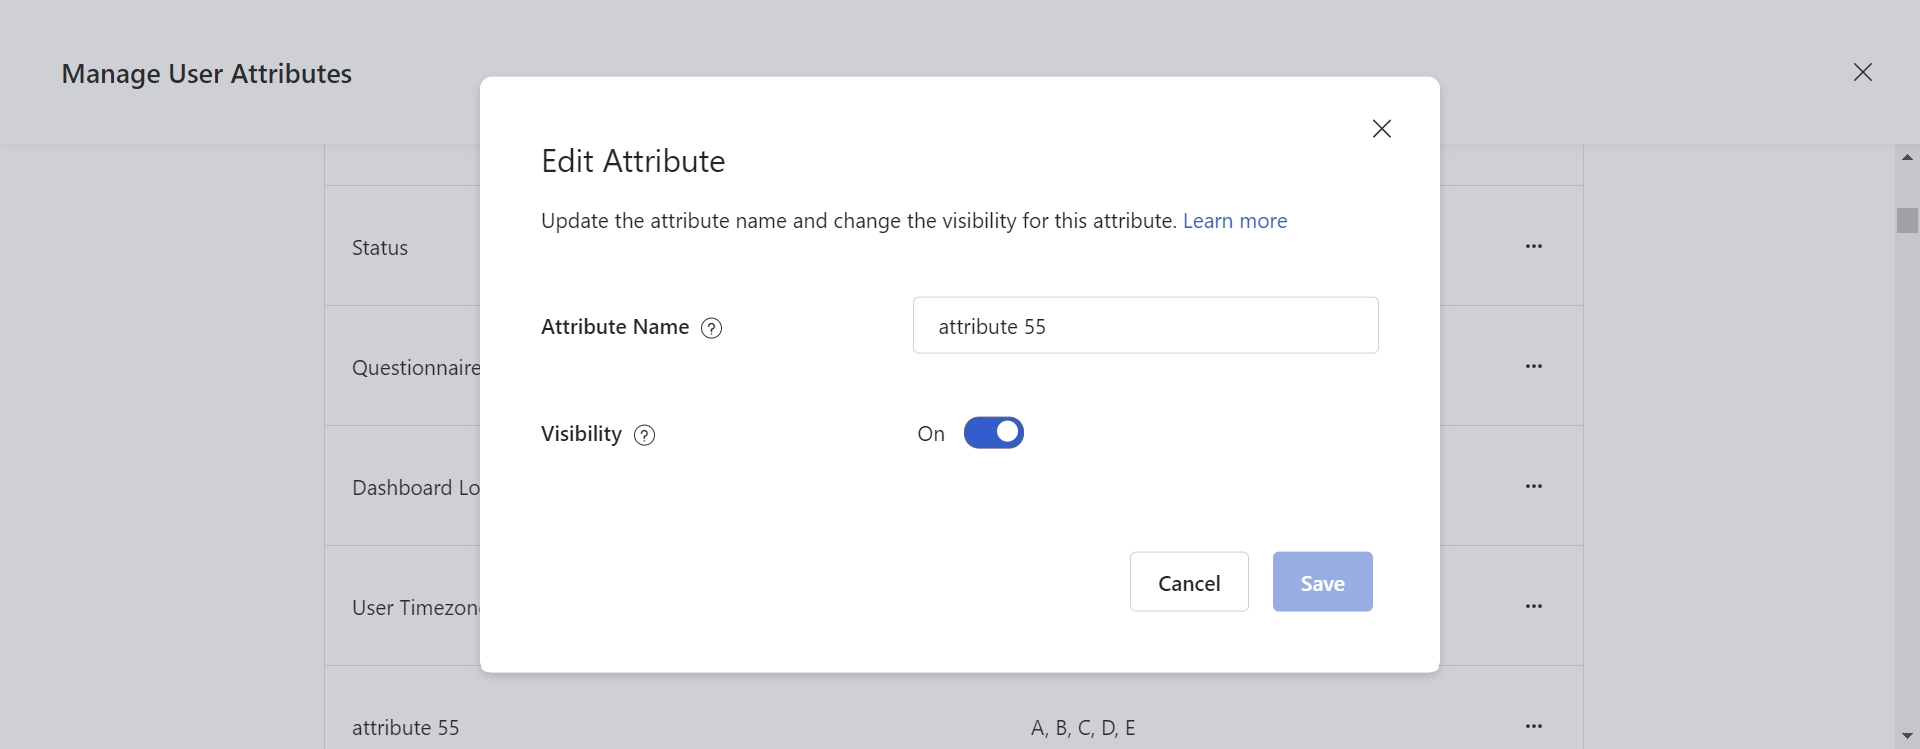 Manage User Attributes
Edit Attribute
Update the attribute name and change the visibility for this attribute. Learn more
Status
Attribute Name ?
attribute 55
Questionnaire
Visibility ?
On
Dashboard Lo
User Timezon
Cancel
Save
attribute 55
A, B, C, D, E